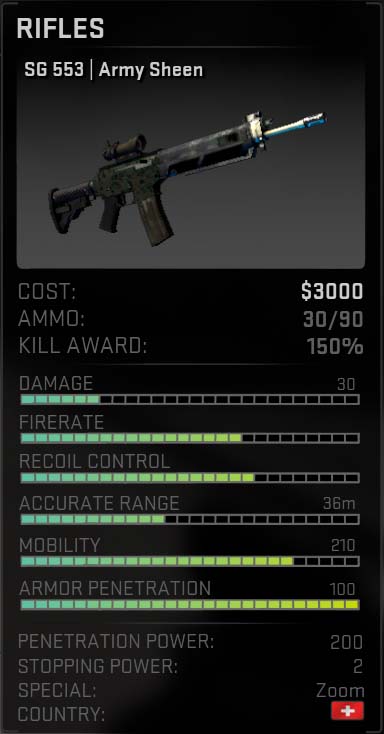 RIFLES
SG 553 | Army Sheen
COST: $3000
AMMO: 30/90
KILL AWARD: 150%
DAMAGE 30
FIRERATE
RECOIL CONTROL
ACCURATE RANGE 36m
MOBILITY 210
ARMOR PENETRATION 100
PENETRATION POWER: 200
STOPPING POWER: 2
SPECIAL: Zoom
COUNTRY: